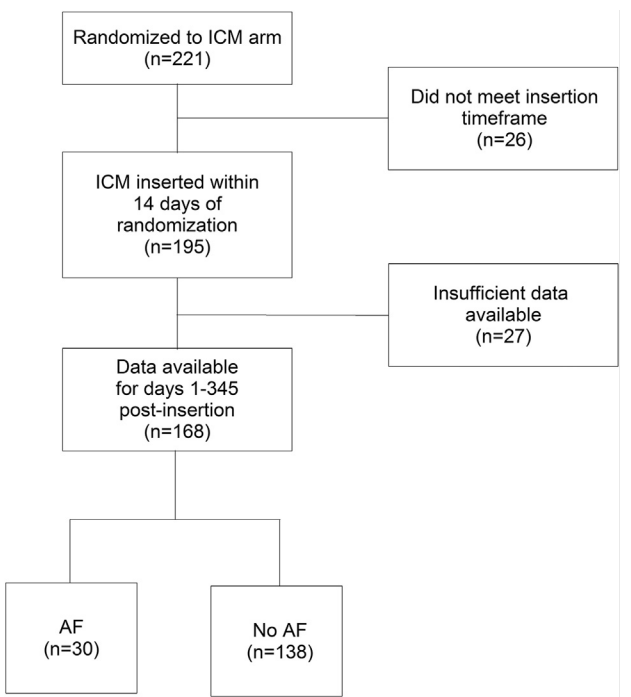 Randomized to ICM arm
(n=221)
Did not meet insertion
timeframe
(n=26)
ICM inserted within
14 days of
randomization
(n=195)
Insufficient data
available
(n=27)
Data available
for days 1-345
post-insertion
(n=168)
AF
(n=30)
No AF
(n=138)